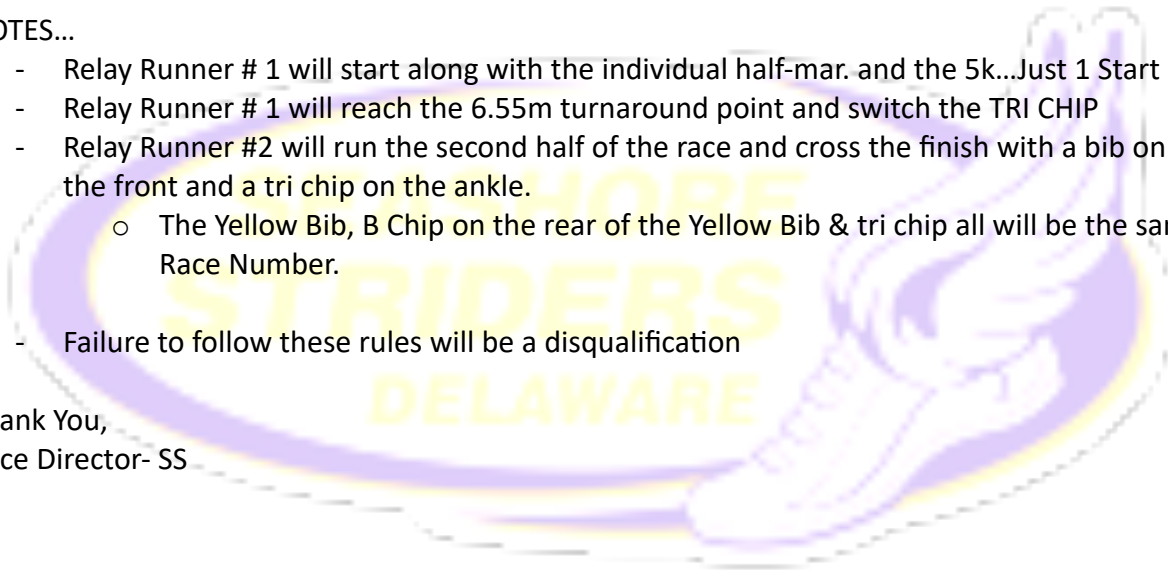 OTES...
- Relay Runner # 1 will start along with the individual half-mar. and the 5k...Just 1 Start
- Relay Runner # 1 will reach the 6.55m turnaround point and switch the TRI CHIP
- Relay Runner #2 will run the second half of the race and cross the finish with a bib on
the front and a tri chip on the ankle.
o The Yellow Bib, B Chip on the rear of the Yellow Bib & tri chip all will be the sa
Race Number.
- Failure to follow these rules will be a disqualification
ank You,
ce Director- SS
SEASHORE
STRIDERS
DELAWARE